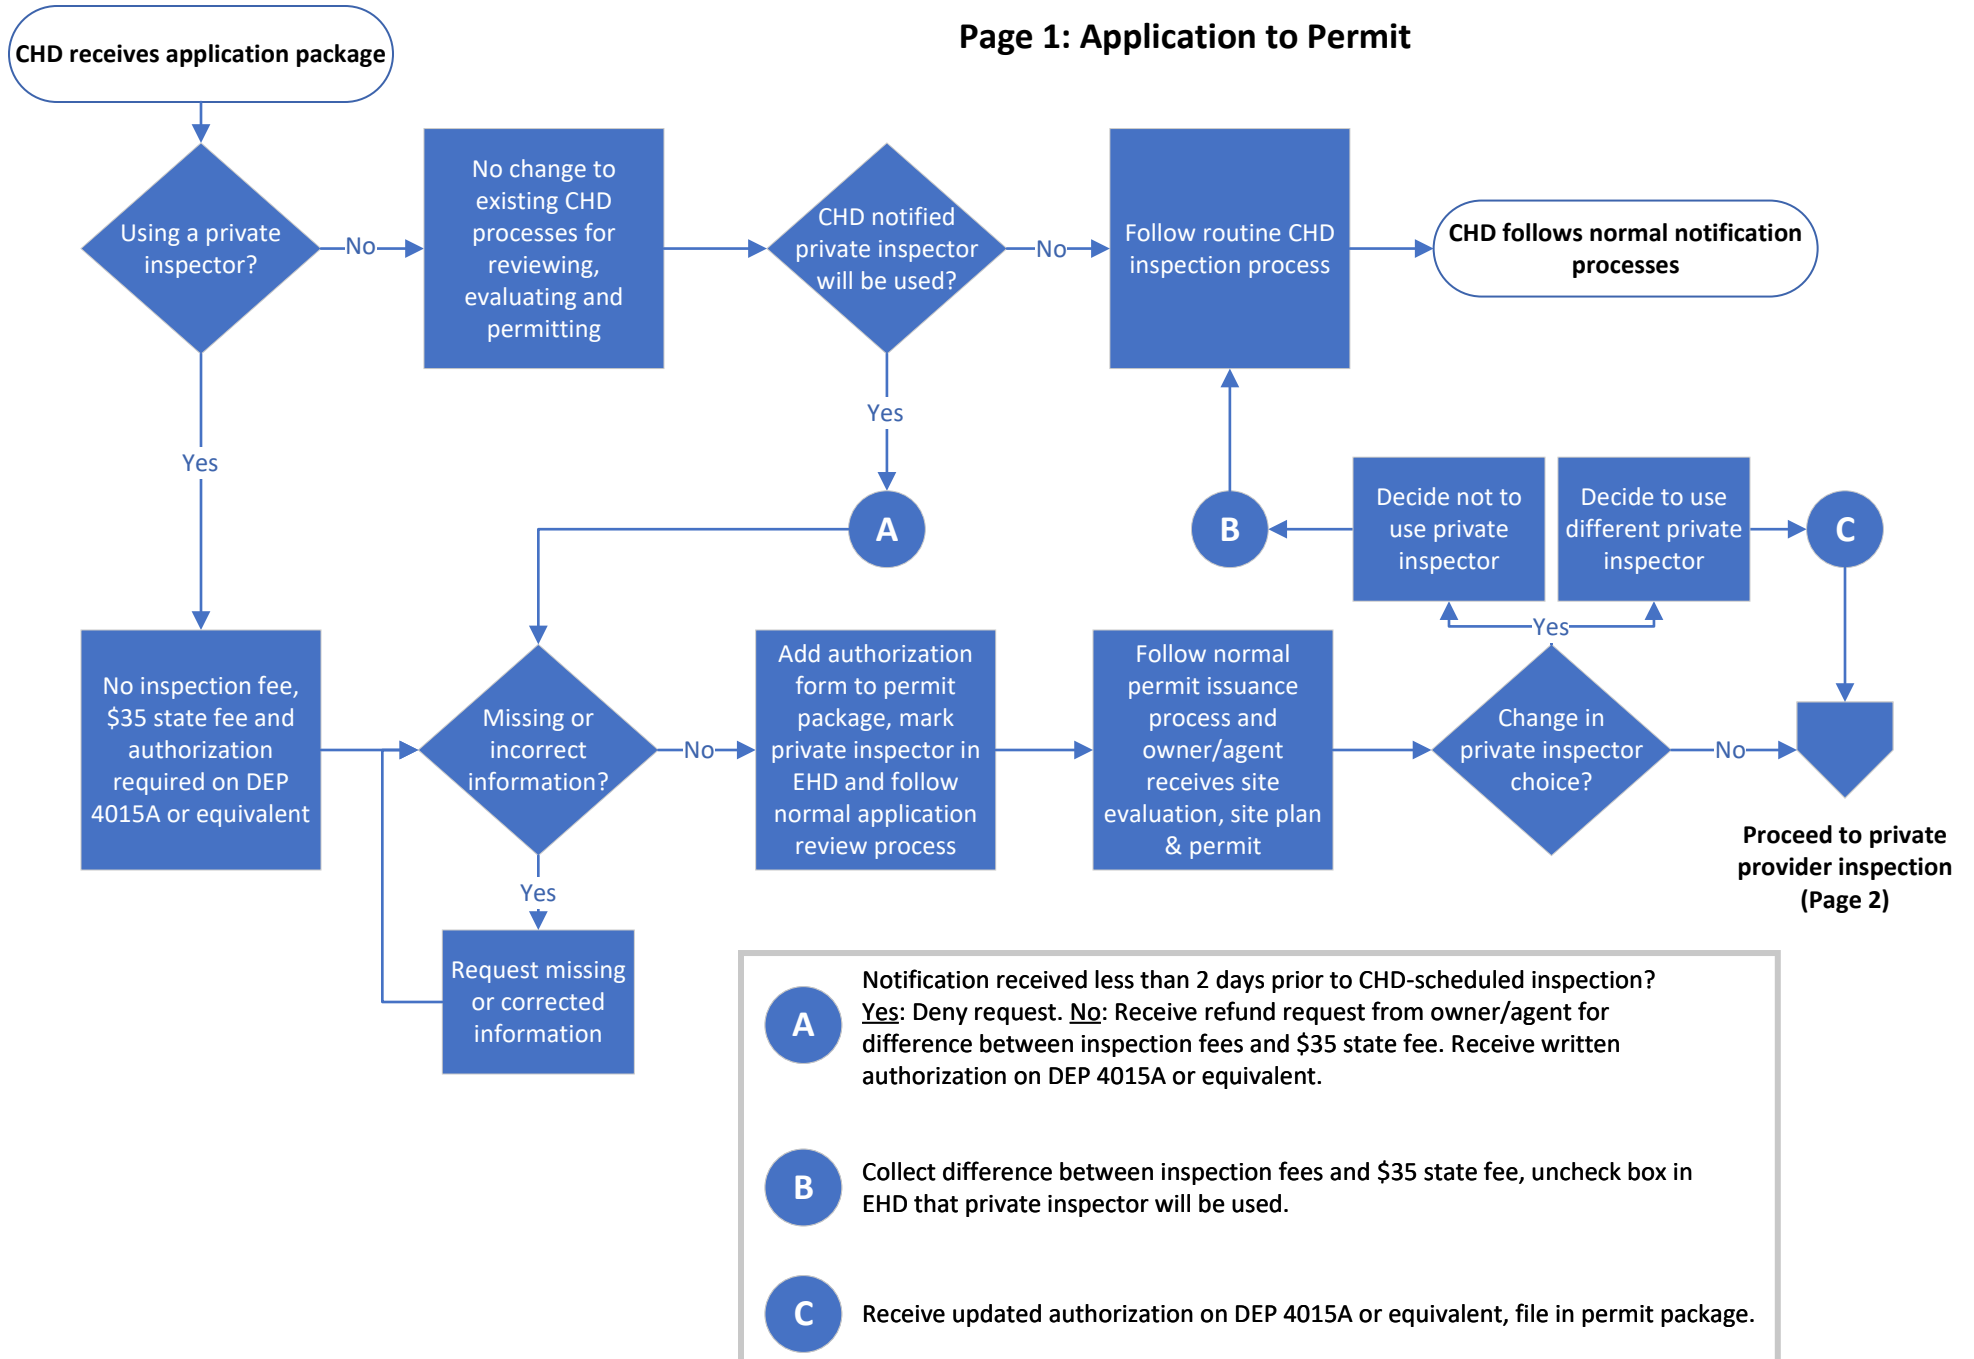 Page 1: Application to Permit
CHD receives application package
Using a private
inspector?
No
No change to
existing CHD
processes for
reviewing,
evaluating and
permitting
CHD notified
private inspector
will be used?
No
Follow routine CHD
inspection process
CHD follows normal notification
processes
Yes
Yes
A
B
Decide not to
use private
inspector
Decide to use
different private
inspector
C
Yes
No inspection fee,
$35 state fee and
authorization
required on DEP
4015A or equivalent
Missing or
incorrect
information?
No
Add authorization
form to permit
package, mark
private inspector in
EHD and follow
normal application
review process
Follow normal
permit issuance
process and
owner/agent
receives site
evaluation, site plan
& permit
Change in
private inspector
choice?
No
Proceed to private
provider inspection
(Page 2)
Yes
Request missing
or corrected
information
A
Notification received less than 2 days prior to CHD-scheduled inspection?
Yes: Deny request. No: Receive refund request from owner/agent for
difference between inspection fees and $35 state fee. Receive written
authorization on DEP 4015A or equivalent.
B
Collect difference between inspection fees and $35 state fee, uncheck box in
EHD that private inspector will be used.
C
Receive updated authorization on DEP 4015A or equivalent, file in permit package.